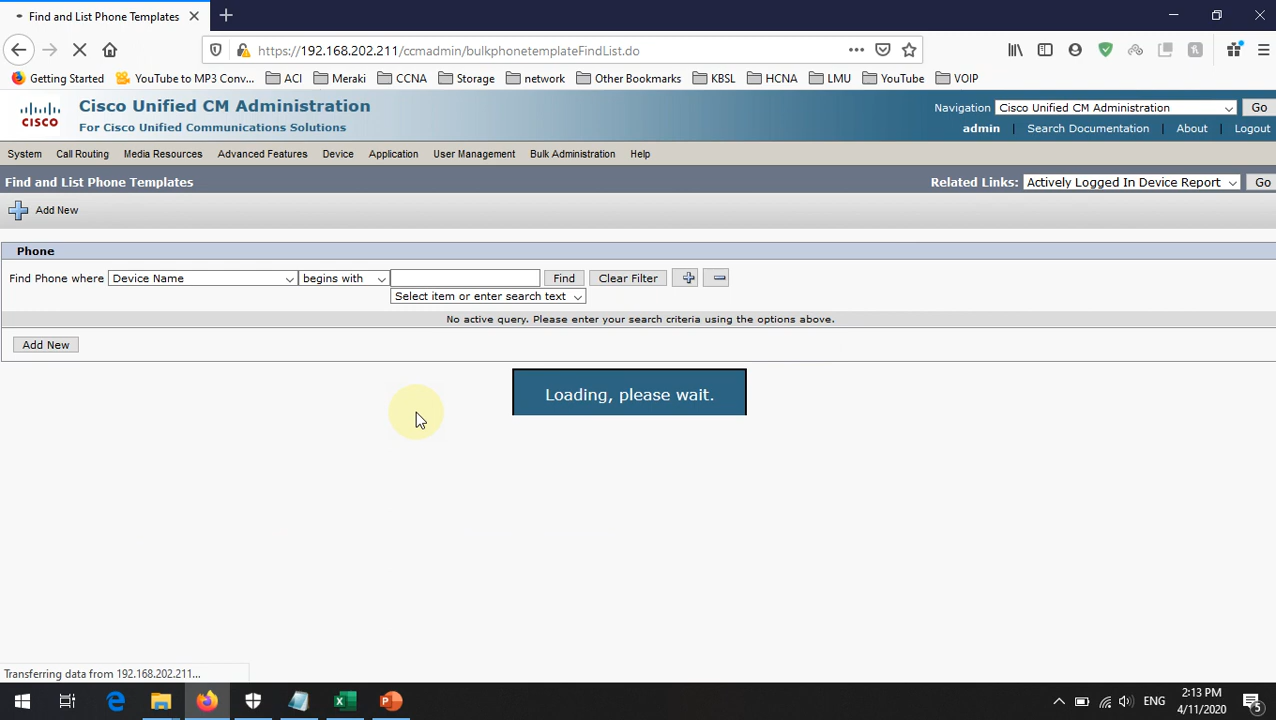 Find and List Phone Templates
https://192.168.202.211/ccmadmin/bulkphonetemplateFindList.do
Getting Started YouTube to MP3 Conv... ACI Meraki CCNA Storage network Other Bookmarks KBSL HCNA LMU YouTube VOIP
CISCO
Cisco Unified CM Administration
For Cisco Unified Communications Solutions
Navigation Cisco Unified CM Administration Go
admin Search Documentation About Logout
System Call Routing Media Resources Advanced Features Device Application User Management Bulk Administration Help
Find and List Phone Templates
Related Links: Actively Logged In Device Report Go
Add New
Phone
Find Phone where Device Name begins with Find Clear Filter
Select item or enter search text
No active query. Please enter your search criteria using the options above.
Add New
Loading, please wait.
Transferring data from 192.168.202.211...
ENG
2:13 PM
4/11/2020
5